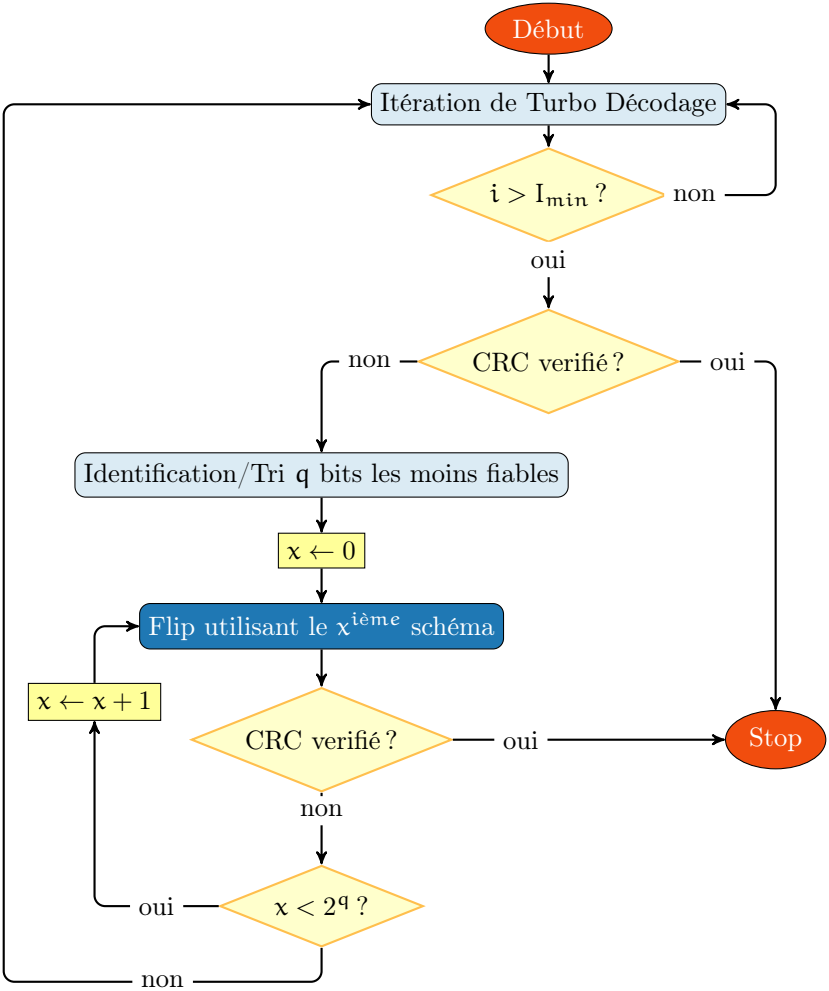 Début
Itération de Turbo Décodage
i > I_min ?
non
oui
CRC verifié ?
non
oui
Identification/Tri q bits les moins fiables
x ← 0
Flip utilisant le x^ième schéma
x ← x + 1
CRC verifié ?
oui
Stop
non
x < 2^q ?
oui
non